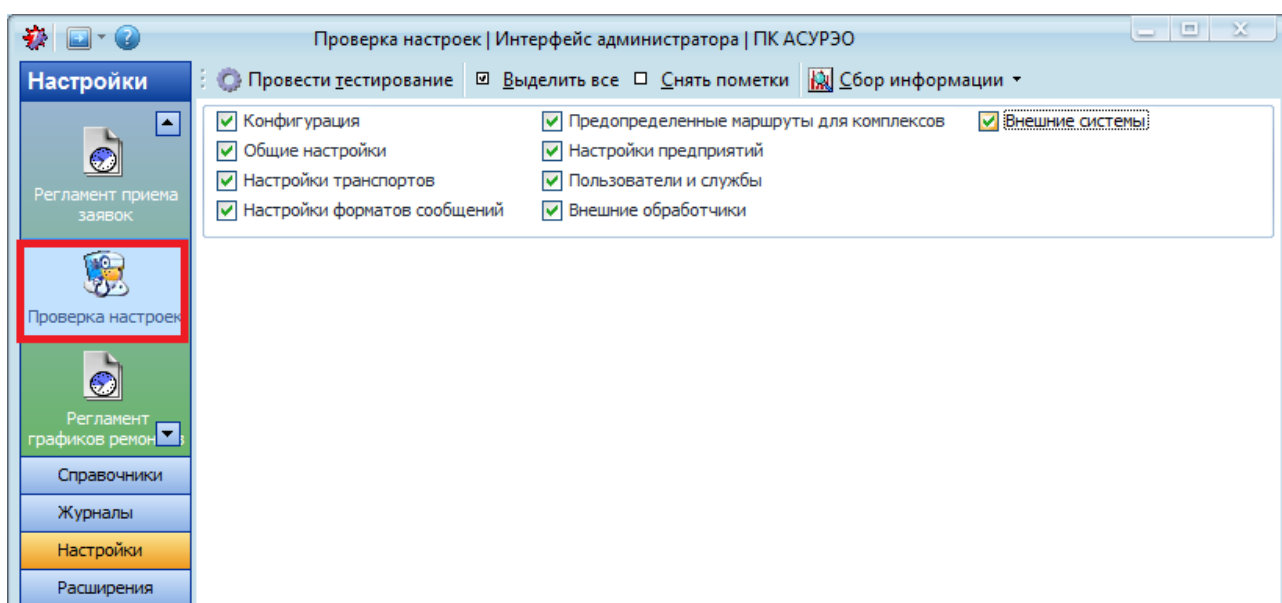 Проверка настроек | Интерфейс администратора | ПК АСУРЭО
Настройки
Провести тестирование Выделить все Снять пометки Сбор информации
Регламент приема
заявок
Проверка настроек
Регламент
графиков
Справочники
Журналы
Настройки
Расширения
Конфигурация
Общие настройки
Настройки транспортов
Настройки форматов сообщений
Предопределенные маршруты для комплексов
Настройки предприятий
Пользователи и службы
Внешние обработчики
Внешние системы